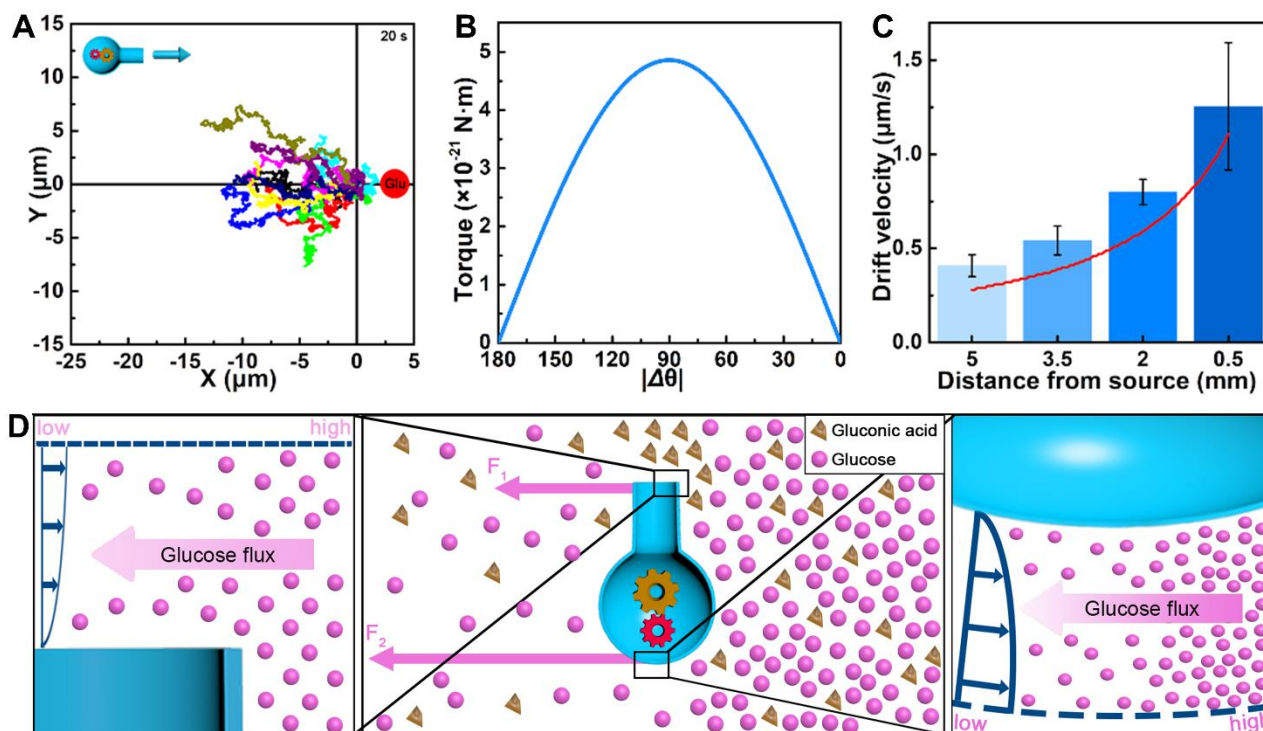 A
15
10
5
0
-5
-10
-15
Y (µm)
20 s
Glu
-25 -20 -15 -10 -5 0 5
X (µm)
B
5
4
3
2
1
0
Torque (×10⁻²¹ N·m)
180 150 120 90 60 30 0
|Δθ|
C
1.5
1.0
0.5
0.0
Drift velocity (µm/s)
5 3.5 2 0.5
Distance from source (mm)
D
low high
Glucose flux
F₁
F₂
Gluconic acid
Glucose
Glucose flux
low high